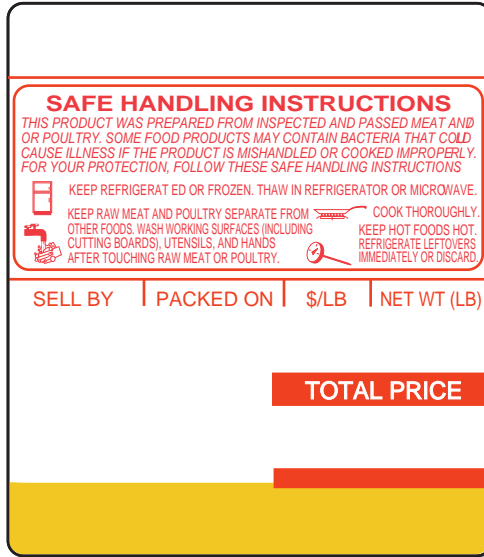 SAFE HANDLING INSTRUCTIONS
THIS PRODUCT WAS PREPARED FROM INSPECTED AND PASSED MEAT AND
OR POULTRY. SOME FOOD PRODUCTS MAY CONTAIN BACTERIA THAT COLD
CAUSE ILLNESS IF THE PRODUCT IS MISHANDLED OR COOKED IMPROPERLY.
FOR YOUR PROTECTION, FOLLOW THESE SAFE HANDLING INSTRUCTIONS
KEEP REFRIGERAT ED OR FROZEN. THAW IN REFRIGERATOR OR MICROWAVE.
KEEP RAW MEAT AND POULTRY SEPARATE FROM
OTHER FOODS. WASH WORKING SURFACES (INCLUDING
CUTTING BOARDS), UTENSILS, AND HANDS
AFTER TOUCHING RAW MEAT OR POULTRY.
COOK THOROUGHLY.
KEEP HOT FOODS HOT.
REFRIGERATE LEFTOVERS
IMMEDIATELY OR DISCARD.
SELL BY PACKED ON $/LB NET WT (LB)
TOTAL PRICE